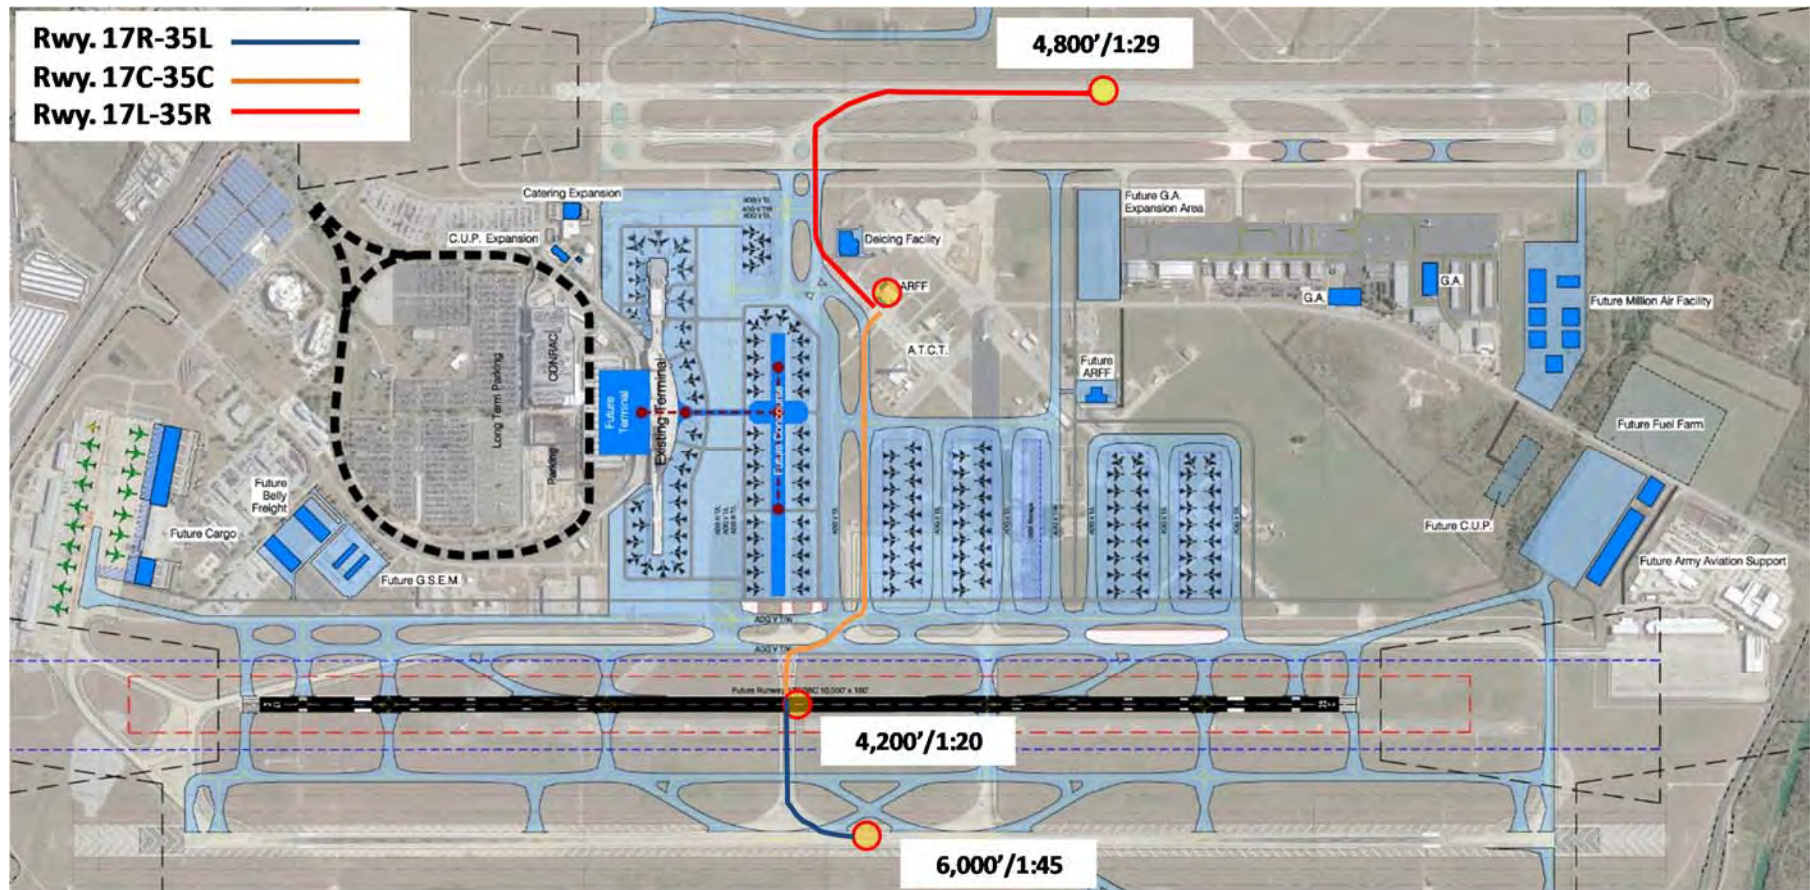 Rwy. 17R-35L
Rwy. 17C-35C
Rwy. 17L-35R
4,800’/1:29
Catering Expansion
C.U.P. Expansion
Deicing Facility
ARFF
A.T.C.T.
Future G.A.
Expansion Area
G.A.
G.A.
Future Million Air Facility
Future
ARFF
Future Fuel Farm
Future C.U.P.
Future Army Aviation Support
Long Term Parking
CONRAC
Parking
Future
Terminal
Existing Terminal
Future Concourse
Future
Belly
Freight
Future Cargo
Future G.S.E.M.
4,200’/1:20
6,000’/1:45